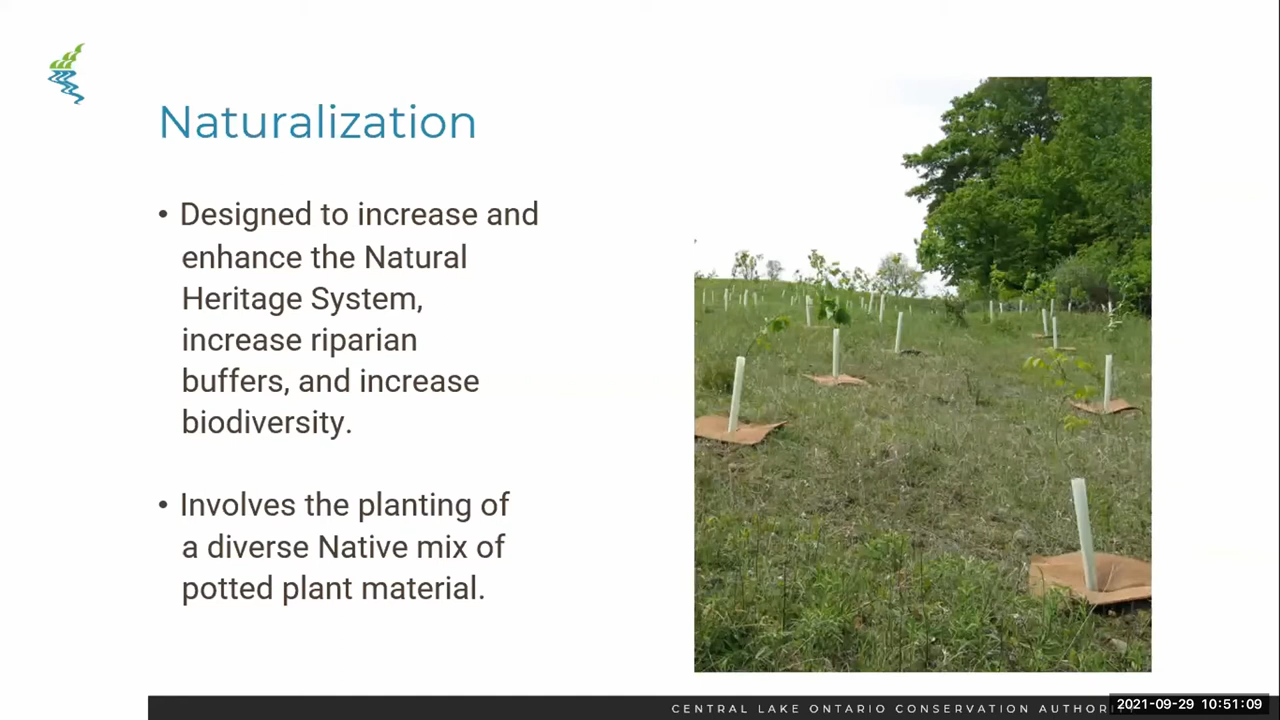 Naturalization
• Designed to increase and
enhance the Natural
Heritage System,
increase riparian
buffers, and increase
biodiversity.
• Involves the planting of
a diverse Native mix of
potted plant material.
CENTRAL LAKE ONTARIO CONSERVATION
2021-09-29 10:51:09